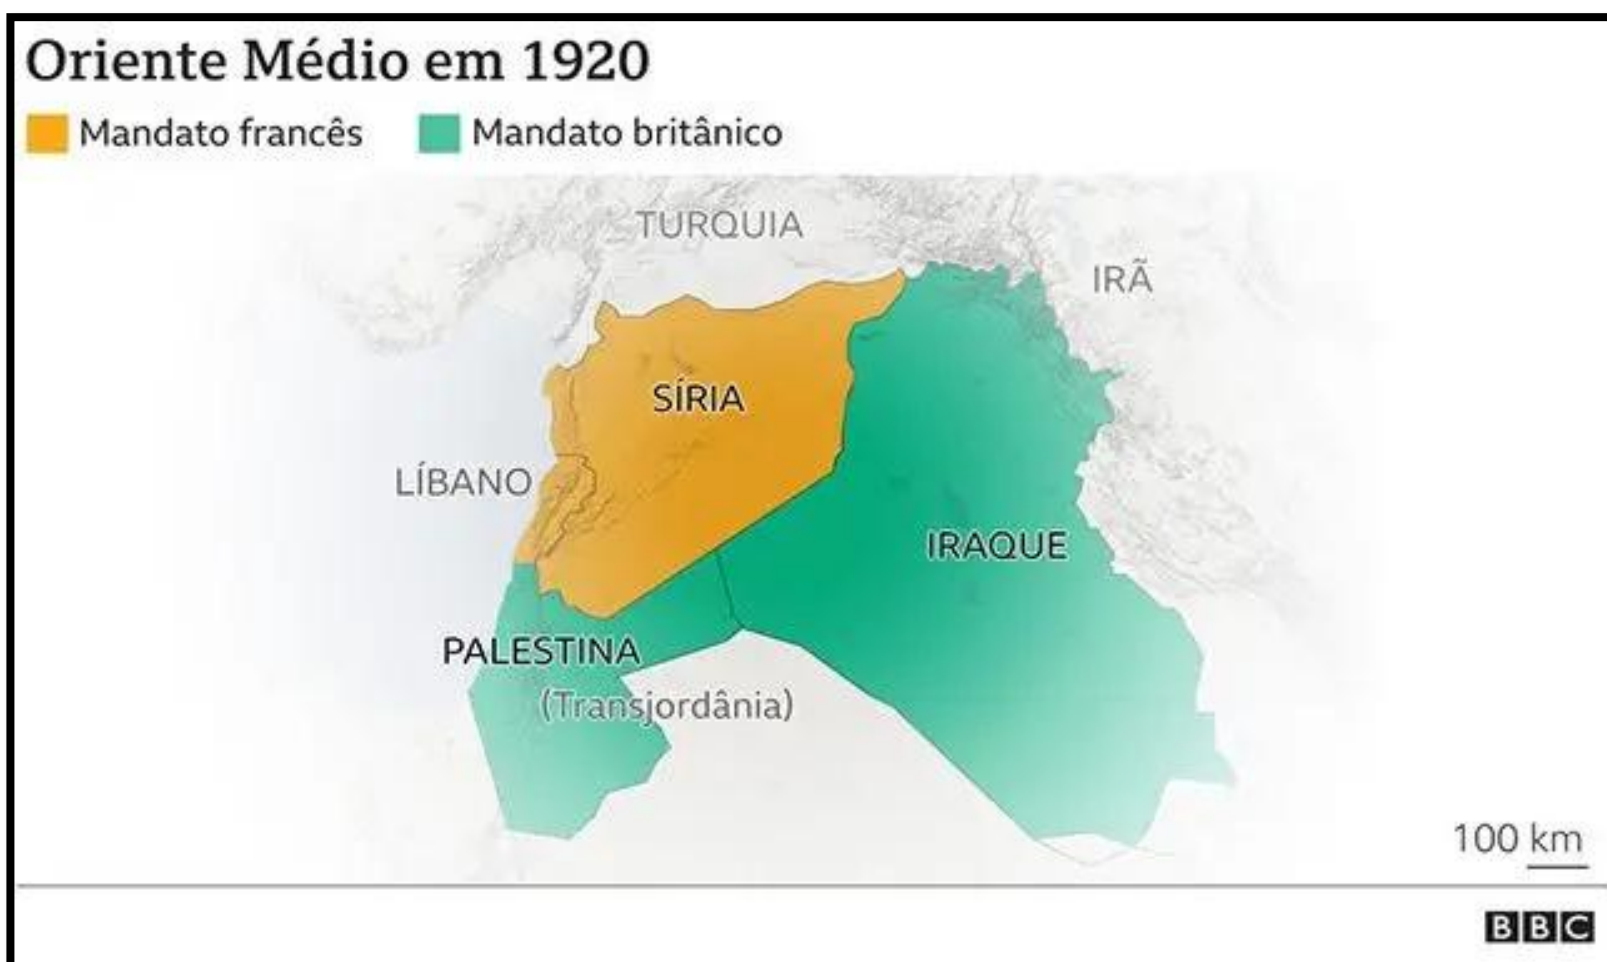 Oriente Médio em 1920
Mandato francês
Mandato britânico
TURQUIA
IRÃ
SÍRIA
LÍBANO
IRAQUE
PALESTINA
(Transjordânia)
100 km
BBC